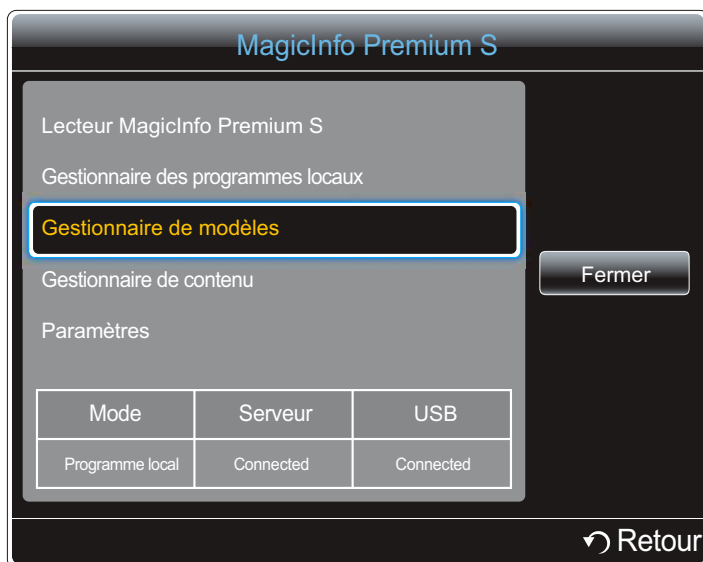 MagicInfo Premium S
Lecteur MagicInfo Premium S
Gestionnaire des programmes locaux
Gestionnaire de modèles
Gestionnaire de contenu
Paramètres
Fermer
Mode Serveur USB
Programme local Connected Connected
Retour